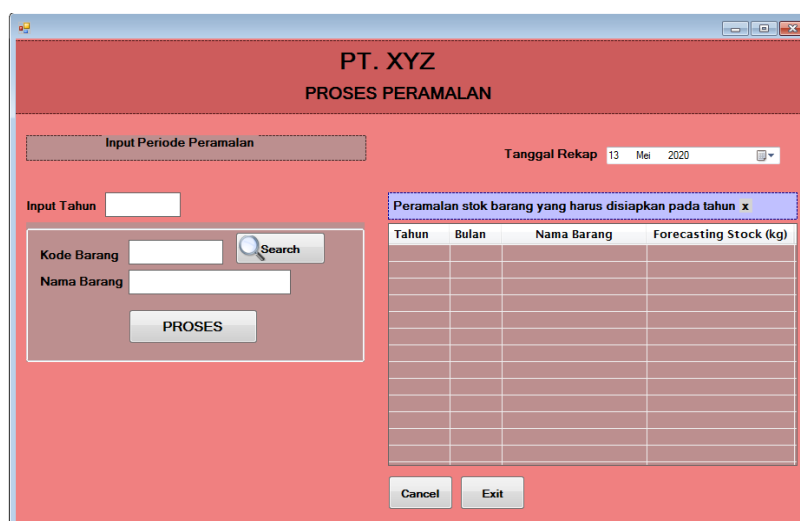 PT. XYZ
PROSES PERAMALAN
Input Periode Peramalan
Tanggal Rekap 13 Mei 2020
Input Tahun
Kode Barang
Search
Nama Barang
PROSES
Peramalan stok barang yang harus disiapkan pada tahun x
Tahun Bulan Nama Barang Forecasting Stock (kg)
Cancel Exit